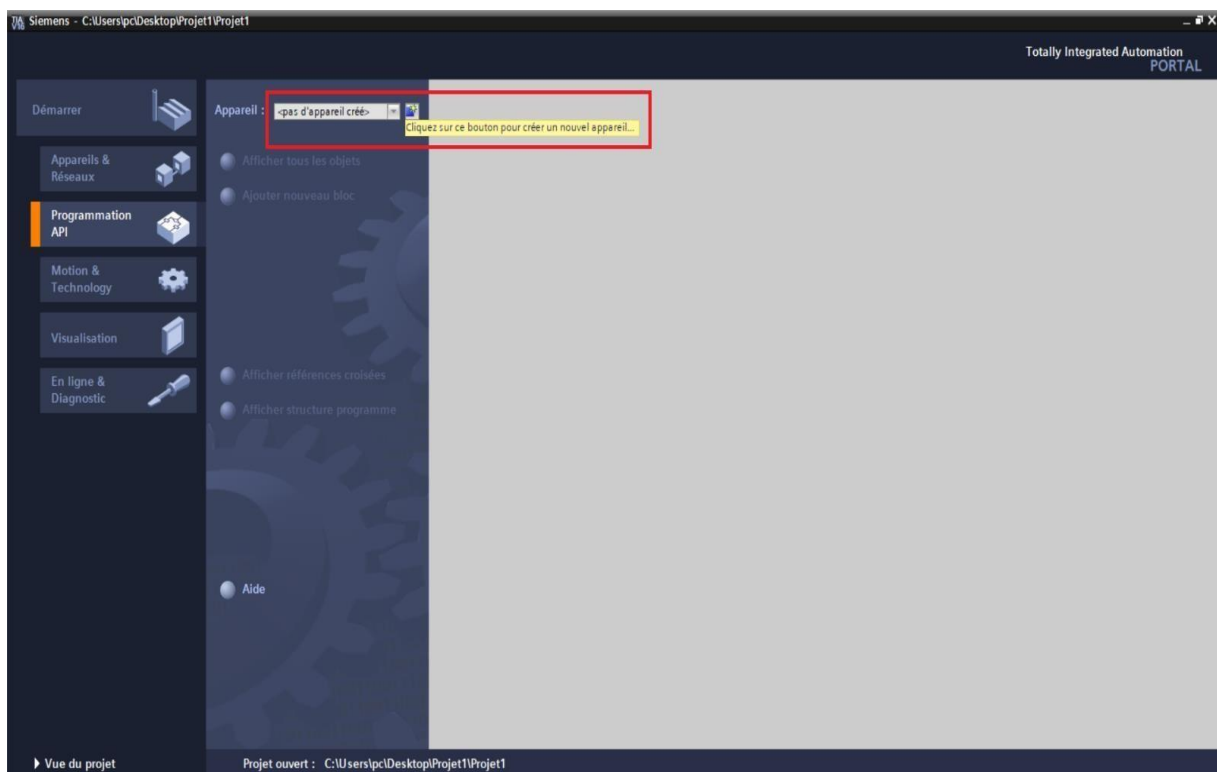 Siemens - C:\Users\pc\Desktop\Projet1\Projet1
Totally Integrated Automation
PORTAL
Démarrer
Appareils &
Réseaux
Programmation
API
Motion &
Technology
Visualisation
En ligne &
Diagnostic
Appareil :
<pas d'appareil créé>
Cliquez sur ce bouton pour créer un nouvel appareil...
Afficher tous les objets
Ajouter nouveau bloc
Afficher références croisées
Afficher structure programme
Aide
Vue du projet
Projet ouvert : C:\Users\pc\Desktop\Projet1\Projet1